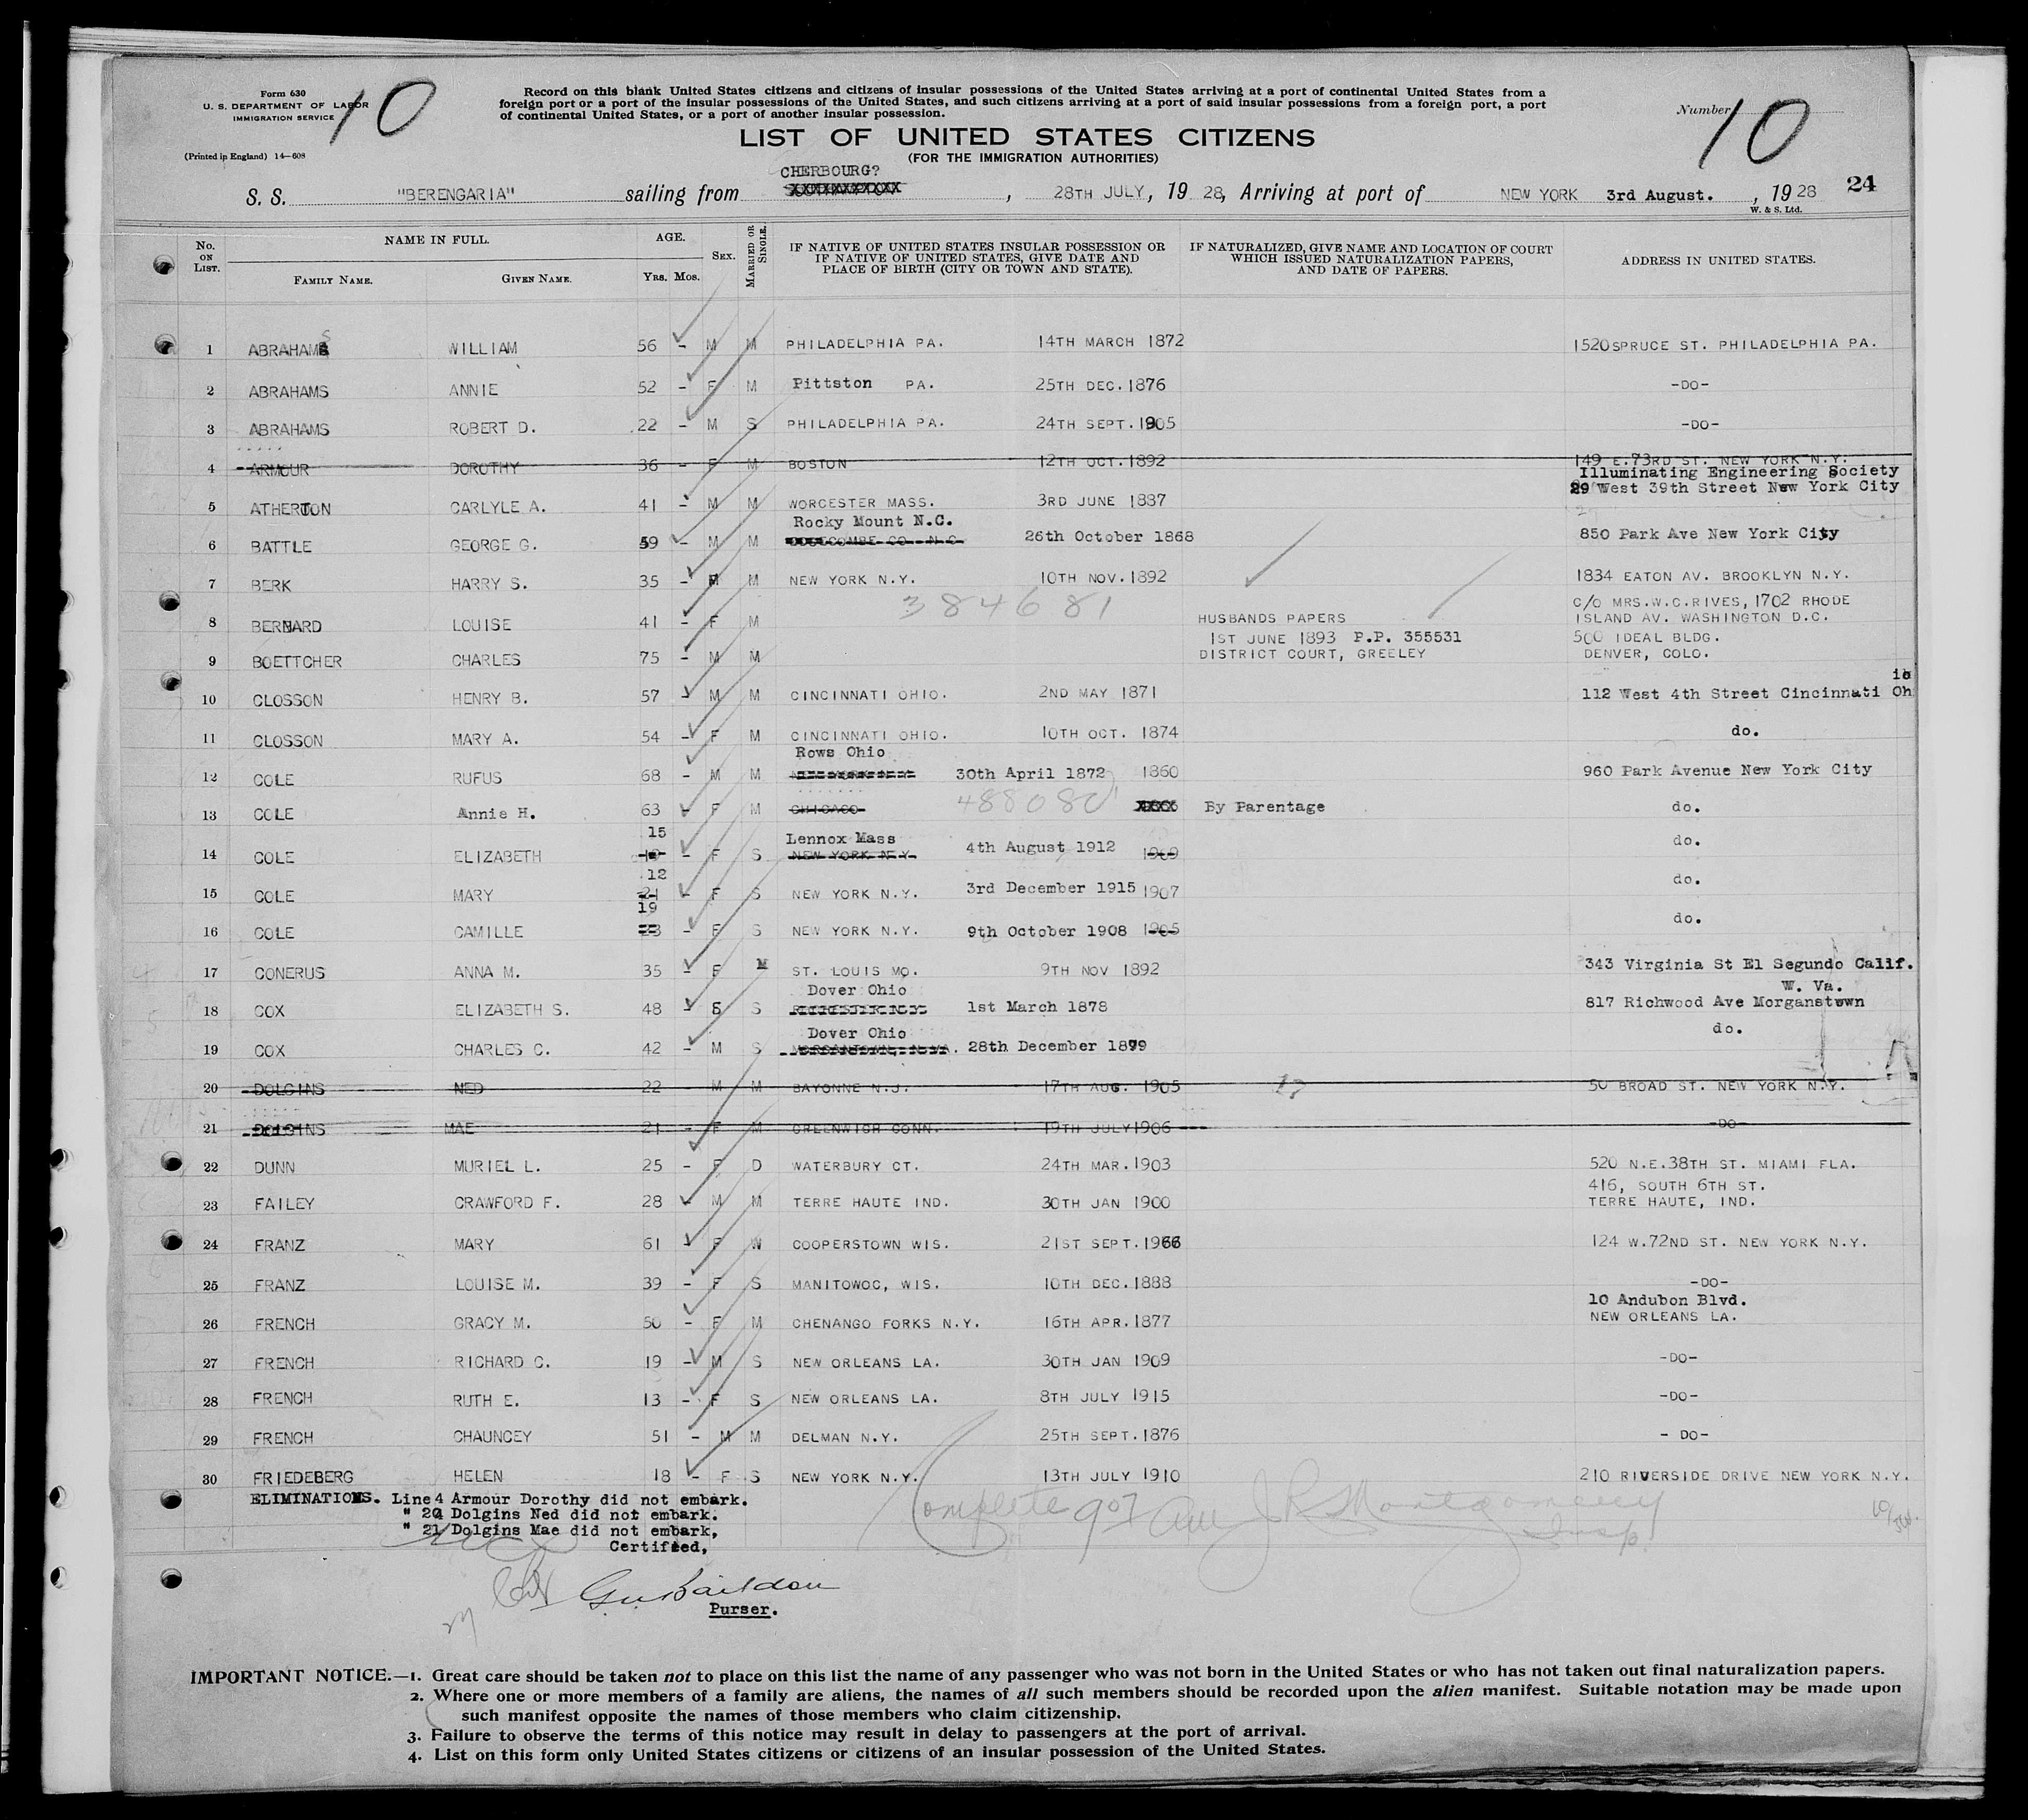 Form 630
U. S. DEPARTMENT OF LABOR
IMMIGRATION SERVICE
(Printed in England) 14—608
10
Record on this blank United States citizens and citizens of insular possessions of the United States arriving at a port of continental United States from a
foreign port or a port of the insular possessions of the United States, and such citizens arriving at a port of said insular possessions from a foreign port, a port
of continental United States, or a port of another insular possession.
Number 10
LIST OF UNITED STATES CITIZENS
(FOR THE IMMIGRATION AUTHORITIES)
CHERBOURG?
S. S. "BERENGARIA" sailing from XXXXXXXXXXX, 28TH JULY, 19 28, Arriving at port of NEW YORK 3rd August. , 19 28 24
W. & S. Ltd.
No. ON LIST. NAME IN FULL. FAMILY NAME. GIVEN NAME. AGE. YRS. MOS. SEX. MARRIED OR SINGLE. IF NATIVE OF UNITED STATES INSULAR POSSESSION OR IF NATIVE OF UNITED STATES, GIVE DATE AND PLACE OF BIRTH (CITY OR TOWN AND STATE). IF NATURALIZED, GIVE NAME AND LOCATION OF COURT WHICH ISSUED NATURALIZATION PAPERS, AND DATE OF PAPERS. ADDRESS IN UNITED STATES.
1 ABRAHAMS WILLIAM 56 - M M PHILADELPHIA PA. 14TH MARCH 1872 1520 SPRUCE ST. PHILADELPHIA PA.
2 ABRAHAMS ANNIE 52 - F M Pittston PA. 25TH DEC. 1876 -DO-
3 ABRAHAMS ROBERT D. 22 - M S PHILADELPHIA PA. 24TH SEPT. 1905 -DO-
4 ARMOUR DOROTHY 36 - F M BOSTON 12TH OCT. 1892 149 E. 73RD ST. NEW YORK N.Y.
Illuminating Engineering Society
29 West 39th Street New York City
5 ATHERTON CARLYLE A. 41 - M M WORCESTER MASS. 3RD JUNE 1887
Rocky Mount N.C.
6 BATTLE GEORGE G. 59 - M M 26th October 1868 850 Park Ave New York City
7 BERK HARRY S. 35 - M M NEW YORK N.Y. 10TH NOV. 1892 1834 EATON AV. BROOKLYN N.Y.
384681
C/O MRS.W.C.RIVES, 1702 RHODE
8 BERNARD LOUISE 41 - F M HUSBANDS PAPERS ISLAND AV. WASHINGTON D.C.
1ST JUNE 1893 P.P. 355531 500 IDEAL BLDG.
9 BOETTCHER CHARLES 75 - M M DISTRICT COURT, GREELEY DENVER, COLO.
10 CLOSSON HENRY B. 57 - M M CINCINNATI OHIO. 2ND MAY 1871 112 West 4th Street Cincinnati Ohio
11 CLOSSON MARY A. 54 - F M CINCINNATI OHIO. 10TH OCT. 1874 do.
Rows Ohio
12 COLE RUFUS 68 - M M 30th April 1872 1860 960 Park Avenue New York City
488080
13 COLE Annie H. 63 - F M CHICAGO XXXX By Parentage do.
15 Lennox Mass
14 COLE ELIZABETH 19 - F S NEW YORK N.Y. 4th August 1912 1909 do.
12
15 COLE MARY 21 - F S NEW YORK N.Y. 3rd December 1915 1907 do.
19
16 COLE CAMILLE 23 - F S NEW YORK N.Y. 9th October 1908 1905 do.
17 CONERUS ANNA M. 35 - F M ST. LOUIS MO. 9TH NOV 1892 343 Virginia St El Segundo Calif.
Dover Ohio W. Va.
18 COX ELIZABETH S. 48 - F S 1st March 1878 817 Richwood Ave Morganstown
Dover Ohio
19 COX CHARLES C. 42 - M S 28th December 1899 do.
20 DOLGINS NED 22 - M M BAYONNE N.J. 17TH AUG. 1905 50 BROAD ST. NEW YORK N.Y.
21 DOLGINS MAE 21 - F M GREENWICH CONN. 19TH JULY 1906 -DO-
22 DUNN MURIEL L. 25 - F D WATERBURY CT. 24TH MAR. 1903 520 N.E. 38TH ST. MIAMI FLA.
416, SOUTH 6TH ST.
23 FAILEY CRAWFORD F. 28 - M M TERRE HAUTE IND. 30TH JAN 1900 TERRE HAUTE, IND.
24 FRANZ MARY 61 - F W COOPERSTOWN WIS. 21ST SEPT. 1966 124 W. 72ND ST. NEW YORK N.Y.
25 FRANZ LOUISE M. 39 - F S MANITOWOC, WIS. 10TH DEC. 1888 -DO-
10 Andubon Blvd.
26 FRENCH GRACY M. 50 - F M CHENANGO FORKS N.Y. 16TH APR. 1877 NEW ORLEANS LA.
27 FRENCH RICHARD C. 19 - M S NEW ORLEANS LA. 30TH JAN 1909 -DO-
28 FRENCH RUTH E. 13 - F S NEW ORLEANS LA. 8TH JULY 1915 -DO-
29 FRENCH CHAUNCEY 51 - M M DELMAN N.Y. 25TH SEPT. 1876 - DO-
30 FRIEDEBERG HELEN 18 - F S NEW YORK N.Y. 13TH JULY 1910 210 RIVERSIDE DRIVE NEW YORK N.Y.
ELIMINATIONS. Line 4 Armour Dorothy did not embark.
" 20 Dolgins Ned did not embark.
" 21 Dolgins Mae did not embark,
Certified,
Complete 907 J R Montgomery
Insp
Purser.
IMPORTANT NOTICE.—1. Great care should be taken not to place on this list the name of any passenger who was not born in the United States or who has not taken out final naturalization papers.
2. Where one or more members of a family are aliens, the names of all such members should be recorded upon the alien manifest. Suitable notation may be made upon
such manifest opposite the names of those members who claim citizenship.
3. Failure to observe the terms of this notice may result in delay to passengers at the port of arrival.
4. List on this form only United States citizens or citizens of an insular possession of the United States.